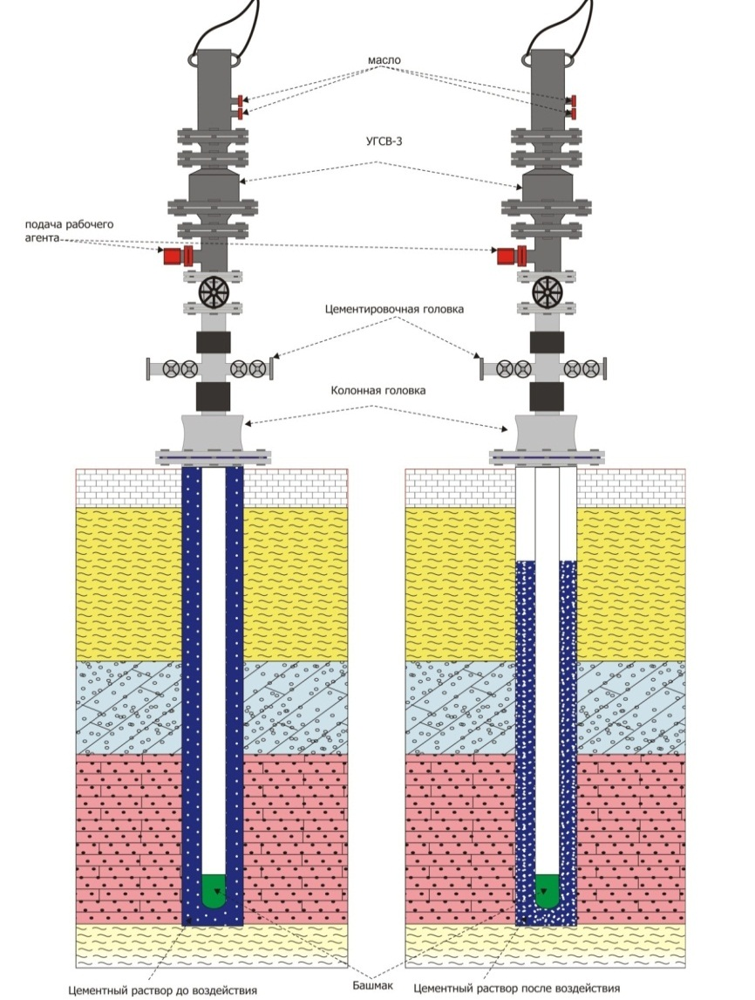 масло
УГСВ-3
подача рабочего
агента
Цементировочная головка
Колонная головка
Цементный раствор до воздействия
Башмак
Цементный раствор после воздействия